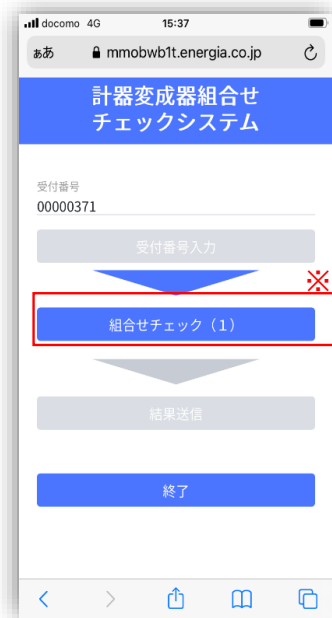 docomo 4G 15:37
ぁあ mmobwb1t.energia.co.jp
計器変成器組合せ
チェックシステム
受付番号
00000371
受付番号入力
※
組合せチェック（１）
結果送信
終了